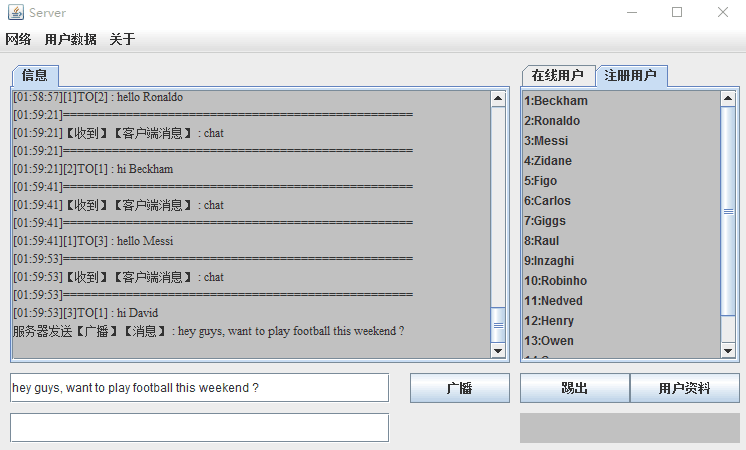 Server
网络 用户数据 关于
信息
[01:58:57][1]TO[2] : hello Ronaldo
[01:59:21]==================================================
[01:59:21]【收到】【客户端消息】 : chat
[01:59:21]==================================================
[01:59:21][2]TO[1] : hi Beckham
[01:59:41]==================================================
[01:59:41]【收到】【客户端消息】 : chat
[01:59:41]==================================================
[01:59:41][1]TO[3] : hello Messi
[01:59:53]==================================================
[01:59:53]【收到】【客户端消息】 : chat
[01:59:53]==================================================
[01:59:53][3]TO[1] : hi David
服务器发送【广播】【消息】 : hey guys, want to play football this weekend ?
在线用户 注册用户
1:Beckham
2:Ronaldo
3:Messi
4:Zidane
5:Figo
6:Carlos
7:Giggs
8:Raul
9:Inzaghi
10:Robinho
11:Nedved
12:Henry
13:Owen
hey guys, want to play football this weekend ?
广播
踢出
用户资料